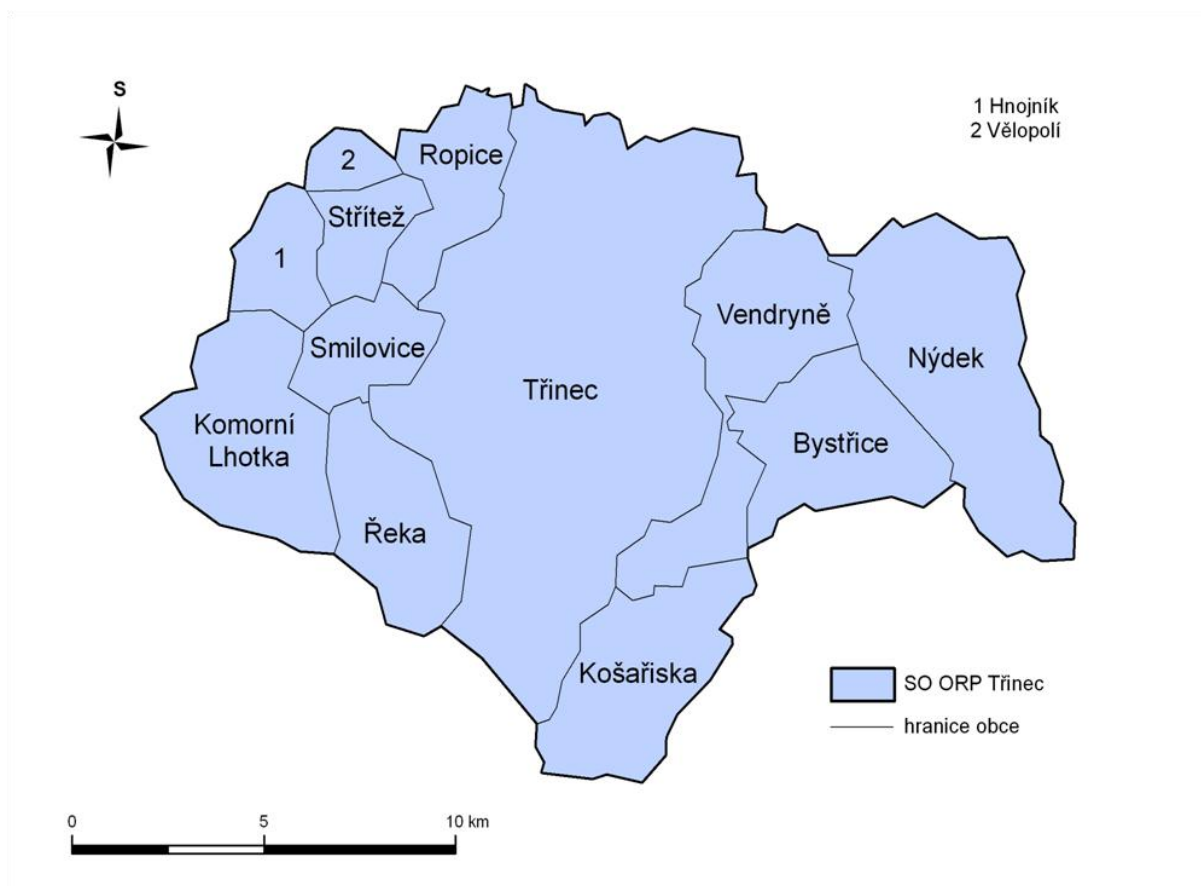 S
1 Hnojník
2 Vělopolí
Ropice
2
Střítež
1
Vendryně
Smilovice
Nýdek
Třinec
Komorní
Lhotka
Bystřice
Řeka
Košařiska
SO ORP Třinec
hranice obce
0 5 10 km